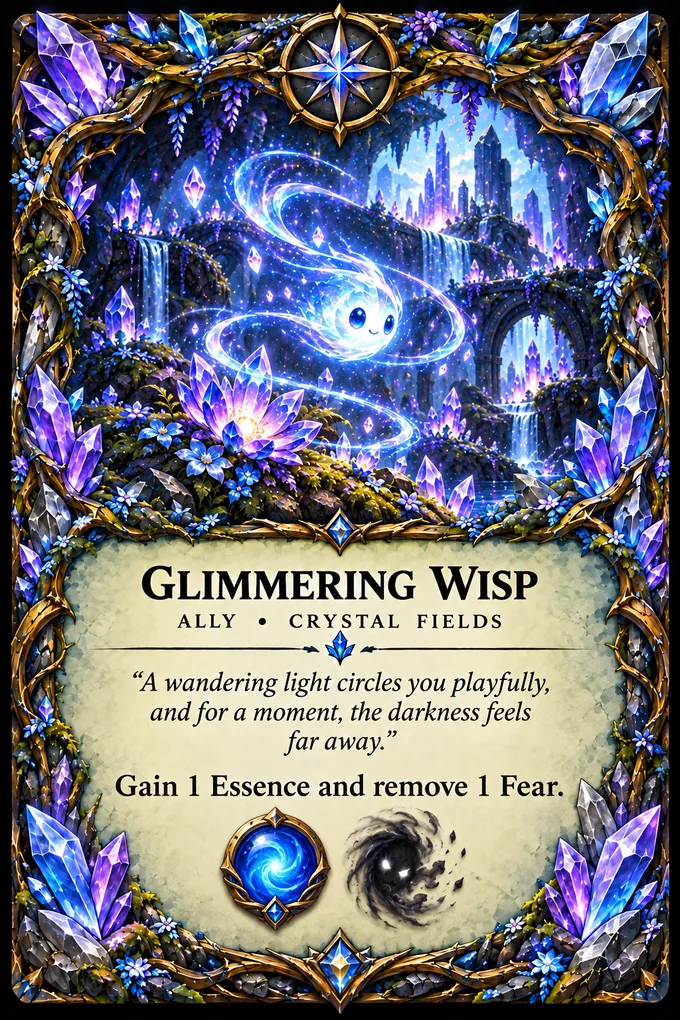 GLIMMERING WISP
ALLY • CRYSTAL FIELDS
“A wandering light circles you playfully,
and for a moment, the darkness feels
far away.”
Gain 1 Essence and remove 1 Fear.